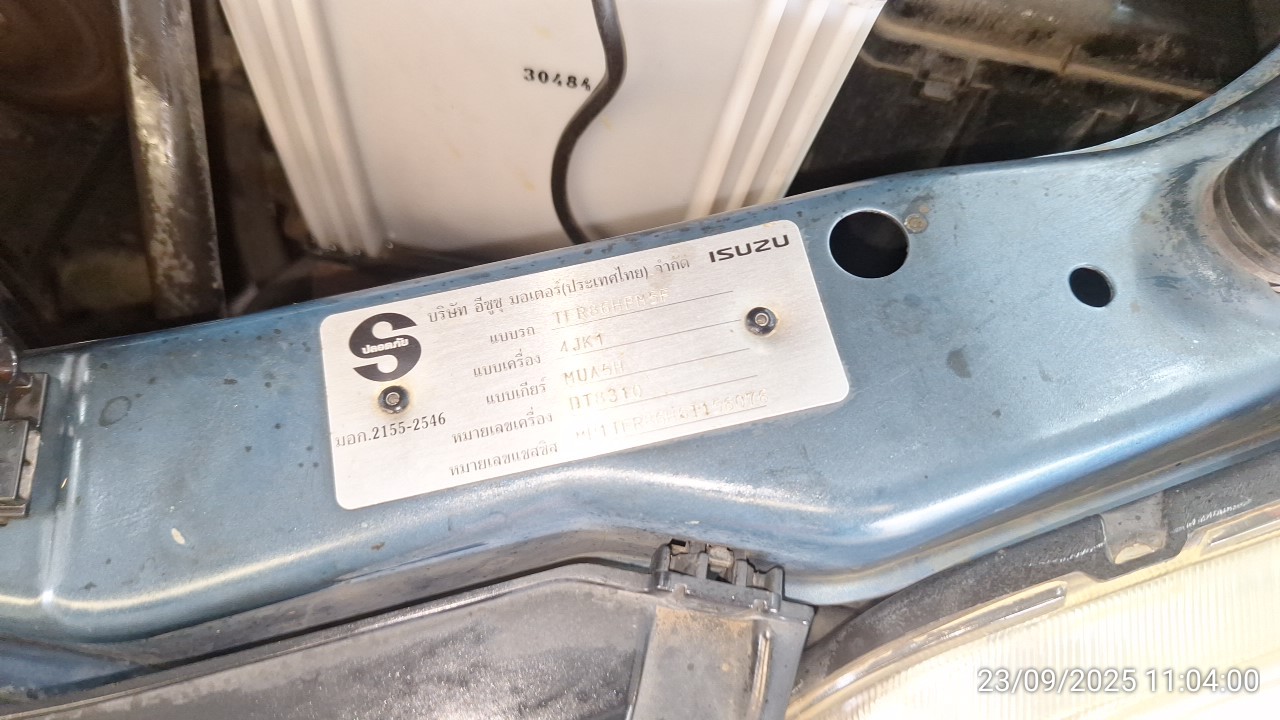 30484
บริษัท อีซูซุ มอเตอร์(ประเทศไทย) จำกัด ISUZU
ปลอดภัย
แบบรถ
แบบเครื่อง 4JK1
แบบเกียร์
หมายเลขเครื่อง
มอก.2155-2546
หมายเลขแชสซีส
23/09/2025 11:04:00